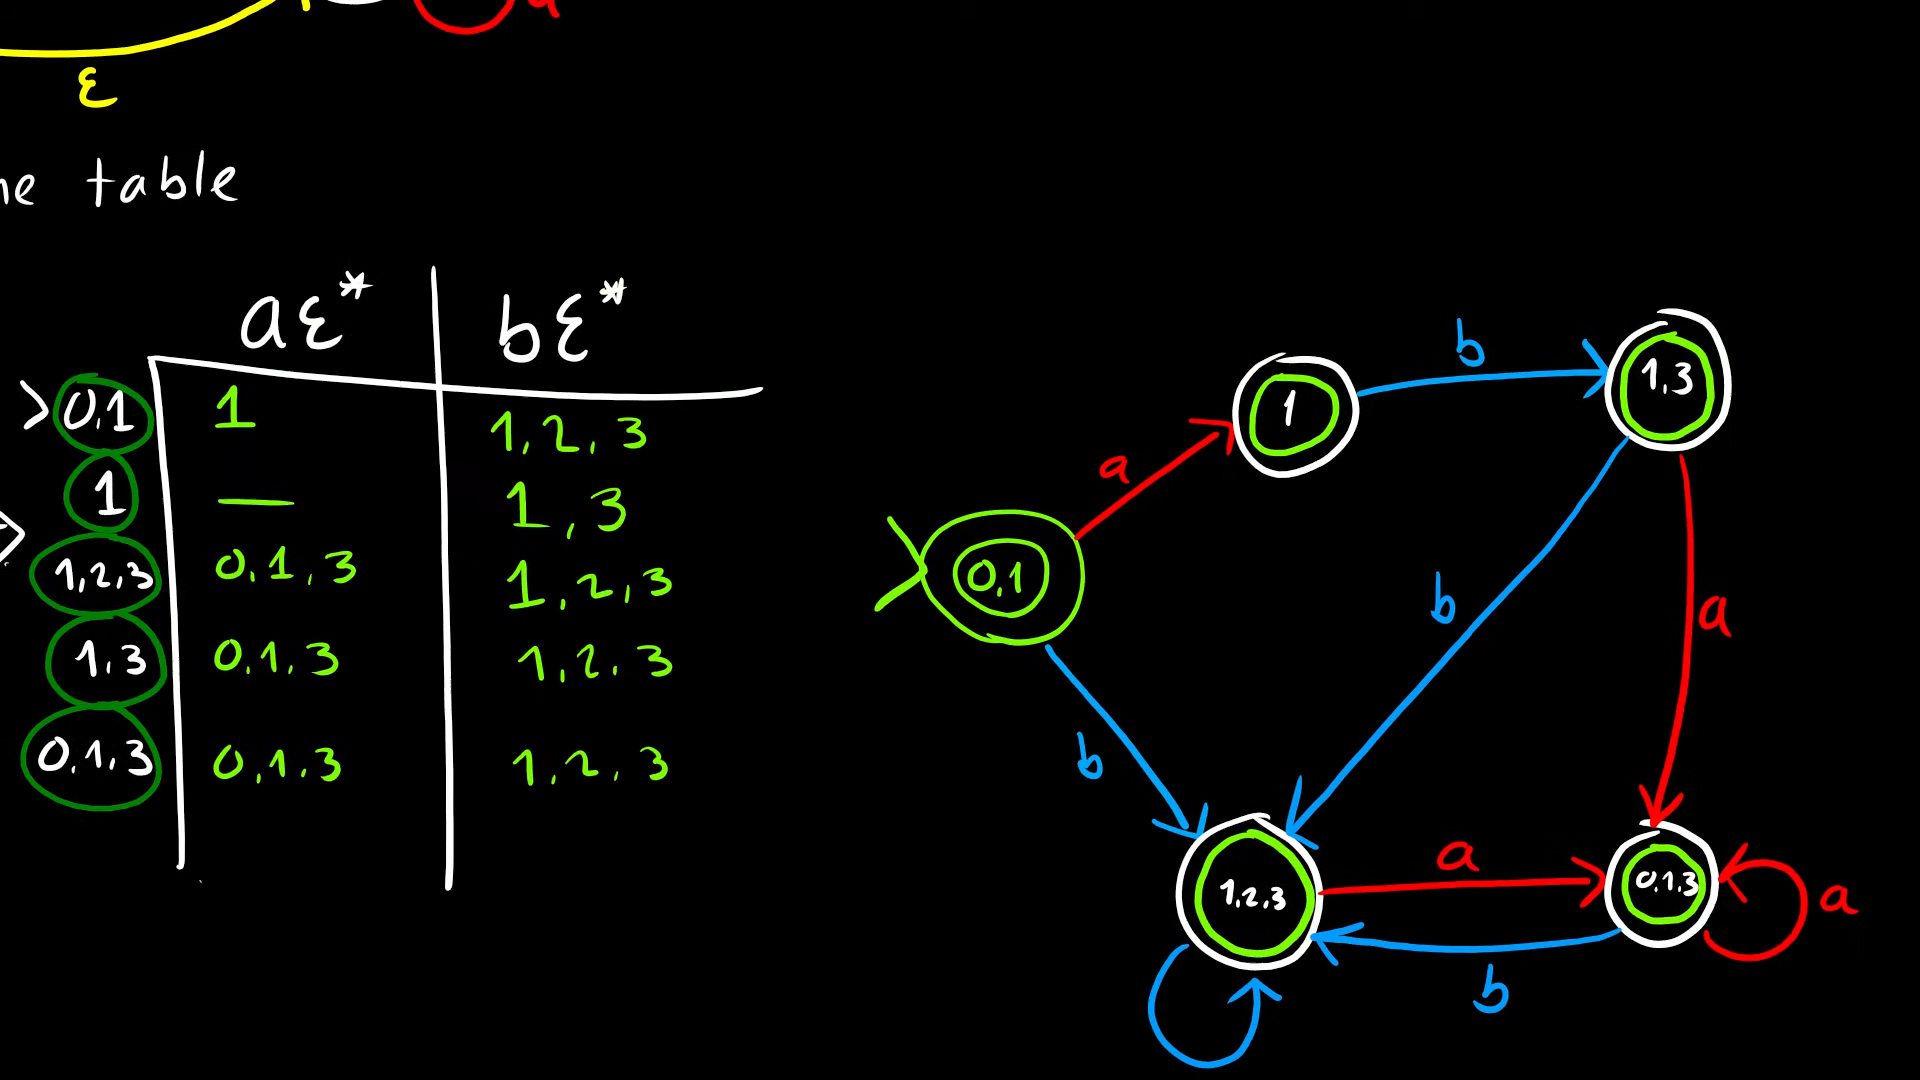 a
ε
ne table
aε* bε*
>0,1 1 1,2,3
1 — 1,3
1,2,3 0,1,3 1,2,3
1,3 0,1,3 1,2,3
0,1,3 0,1,3 1,2,3
b
1,3
1
a
0,1
b
a
b
a
1,2,3
0,1,3
a
b